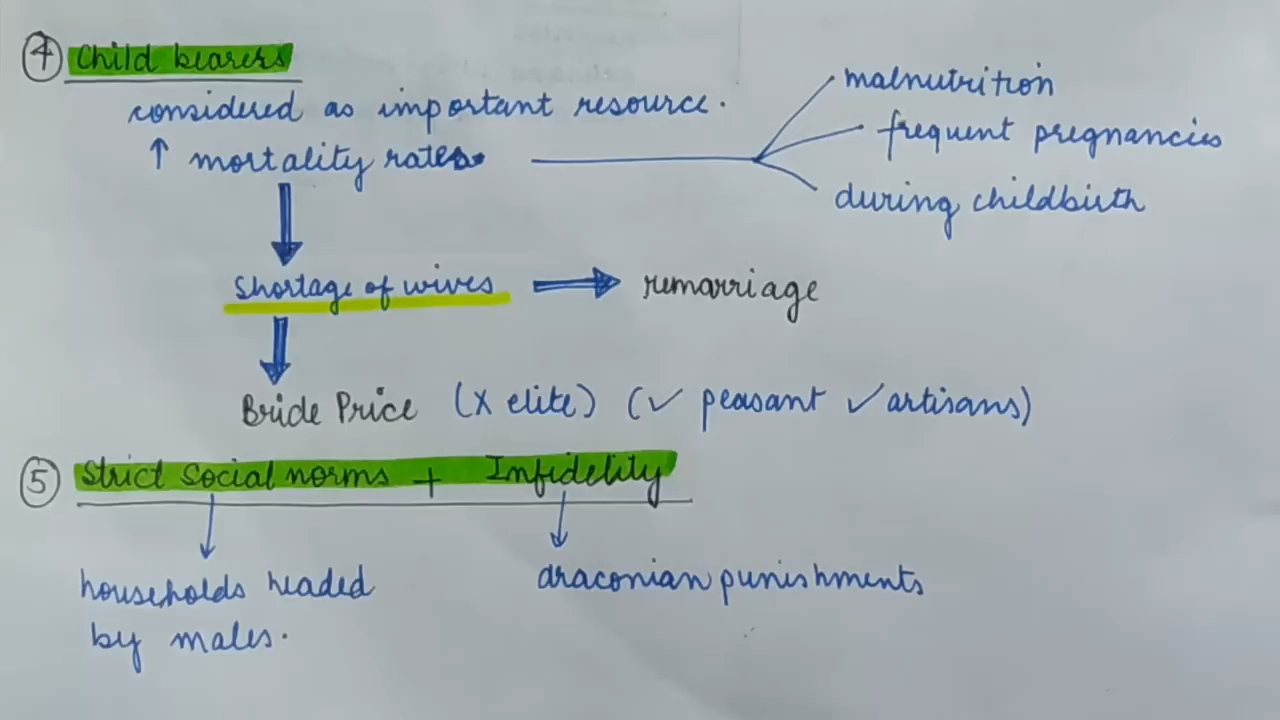 ④ Child bearers
considered as important resource.
↑ mortality rates
malnutrition
frequent pregnancies
during childbirth
Shortage of wives → remarriage
Bride Price (X elite) (✓ peasant ✓ artisans)
⑤ Strict Social norms + Infidelity
households headed
by males.
draconian punishments